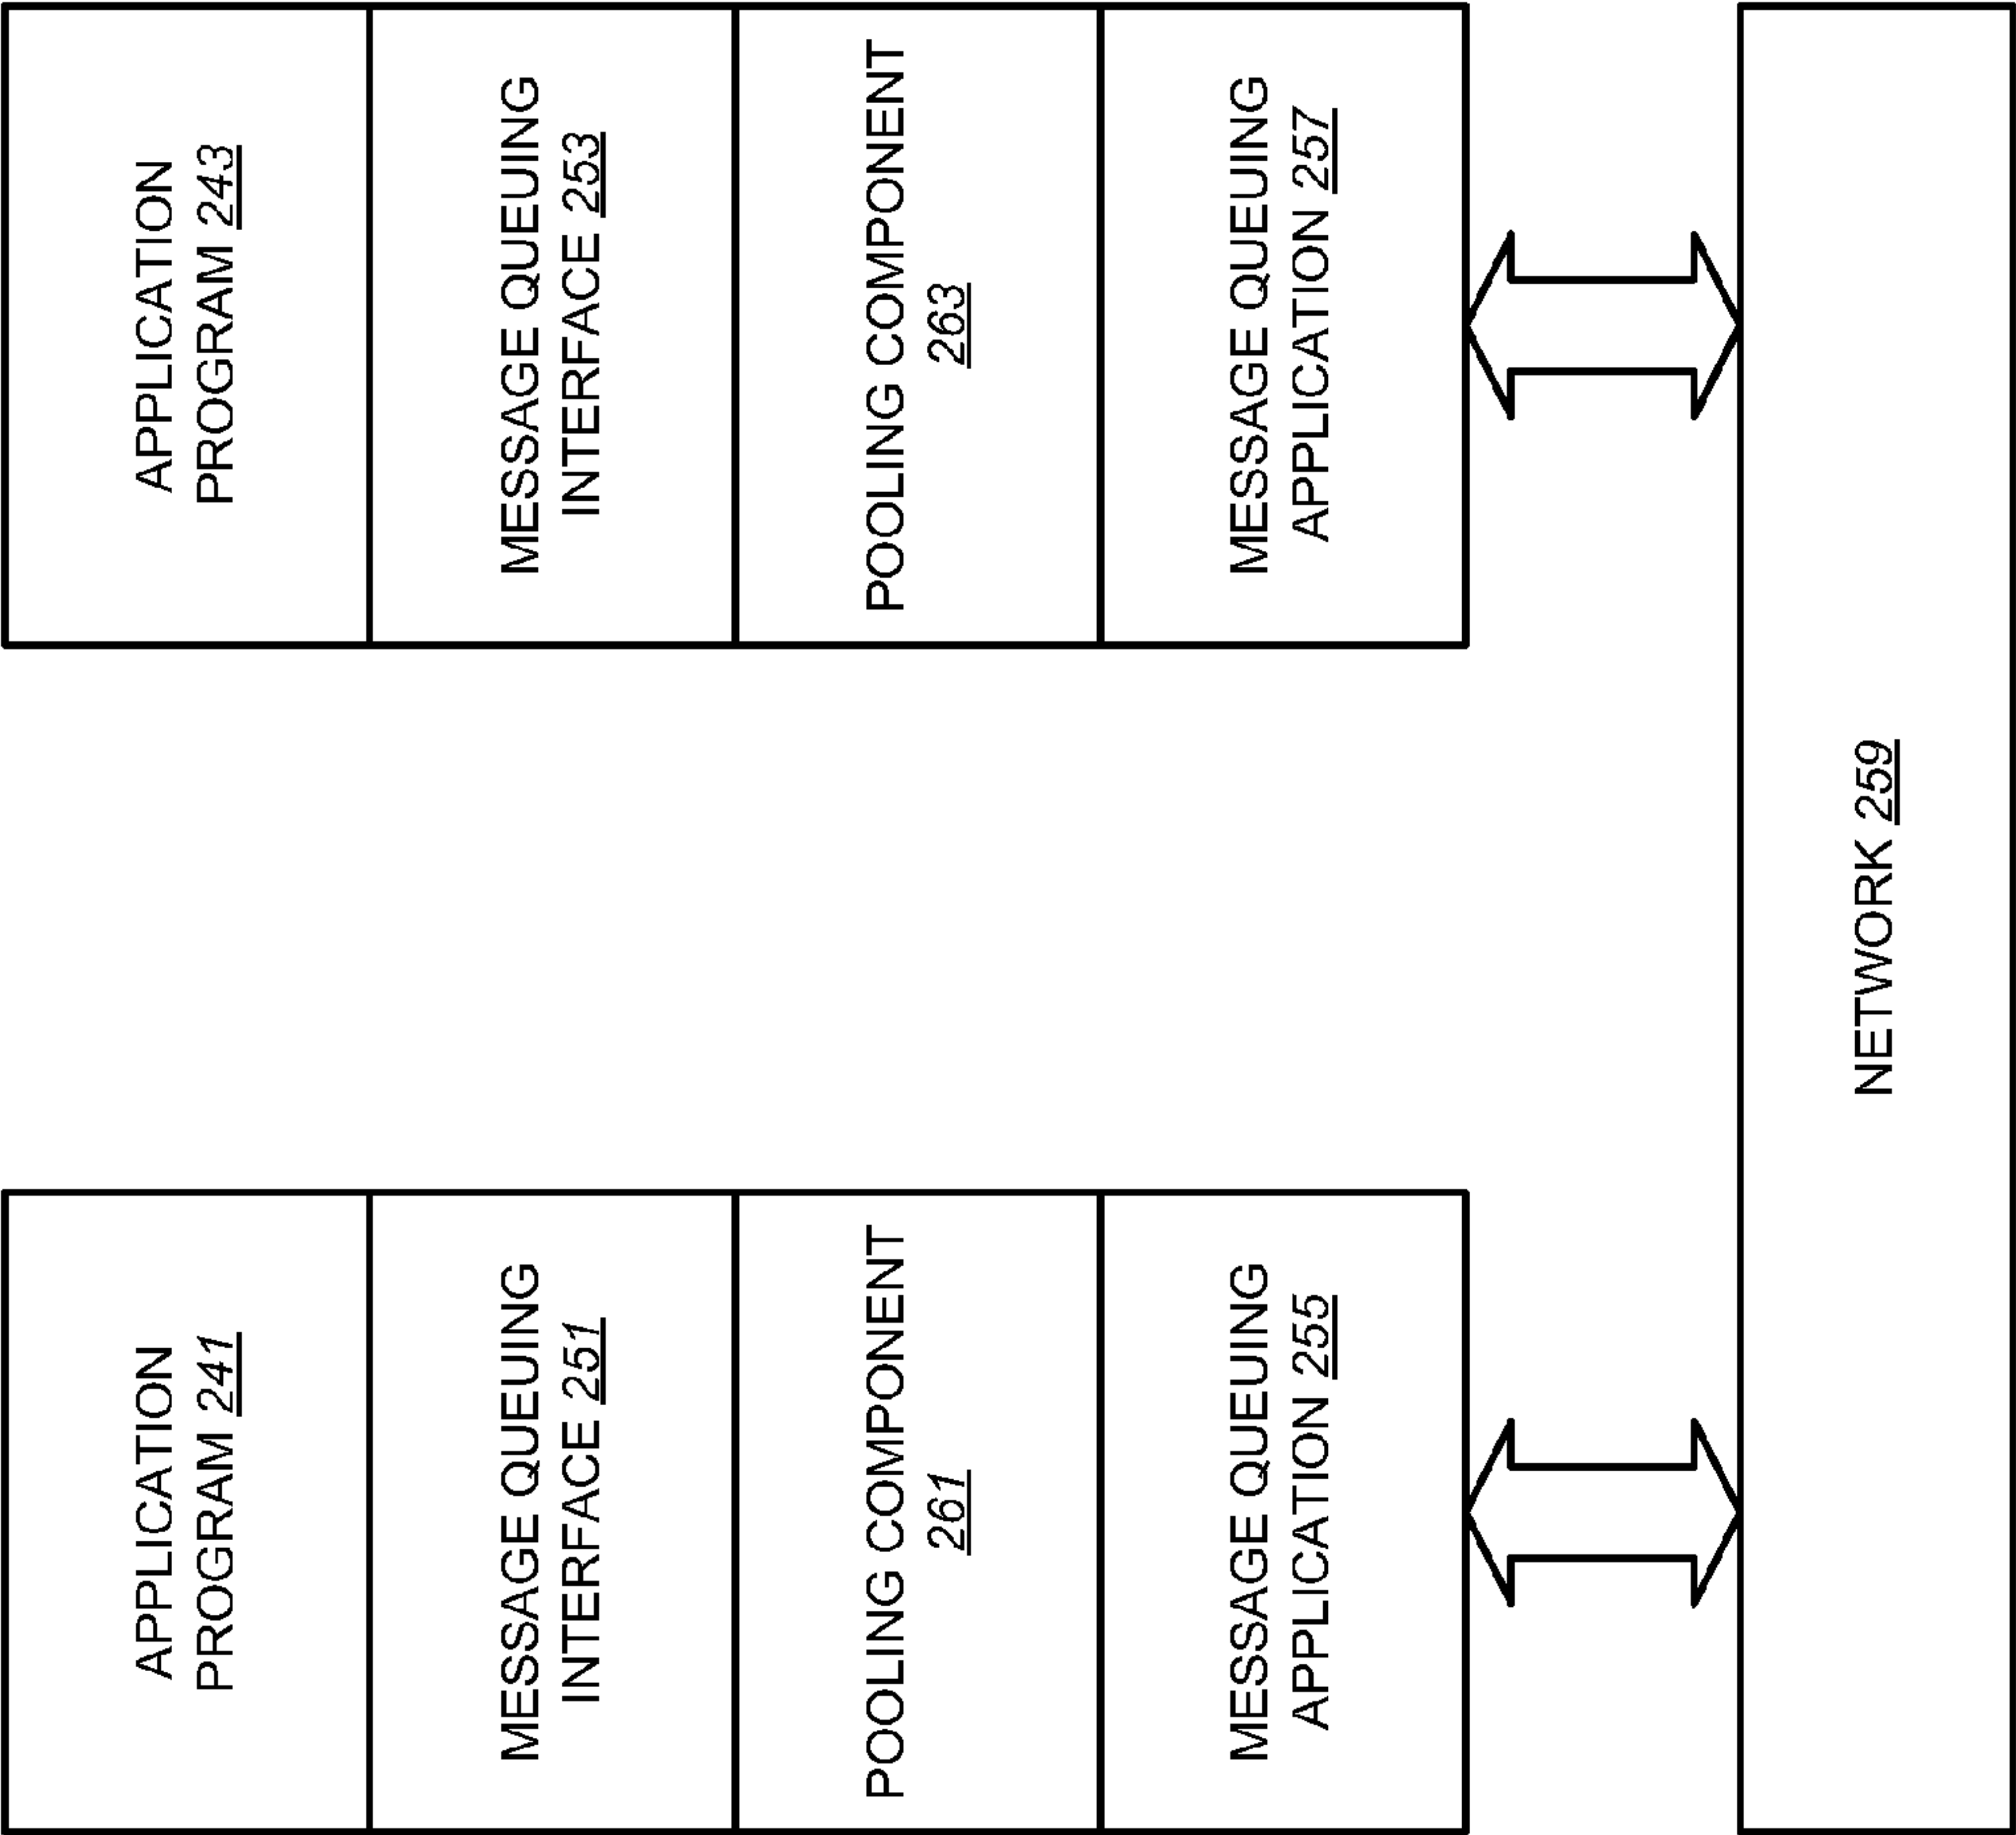 APPLICATION
PROGRAM 241
MESSAGE QUEUING
INTERFACE 251
POOLING COMPONENT
261
MESSAGE QUEUING
APPLICATION 255
APPLICATION
PROGRAM 243
MESSAGE QUEUING
INTERFACE 253
POOLING COMPONENT
263
MESSAGE QUEUING
APPLICATION 257
NETWORK 259